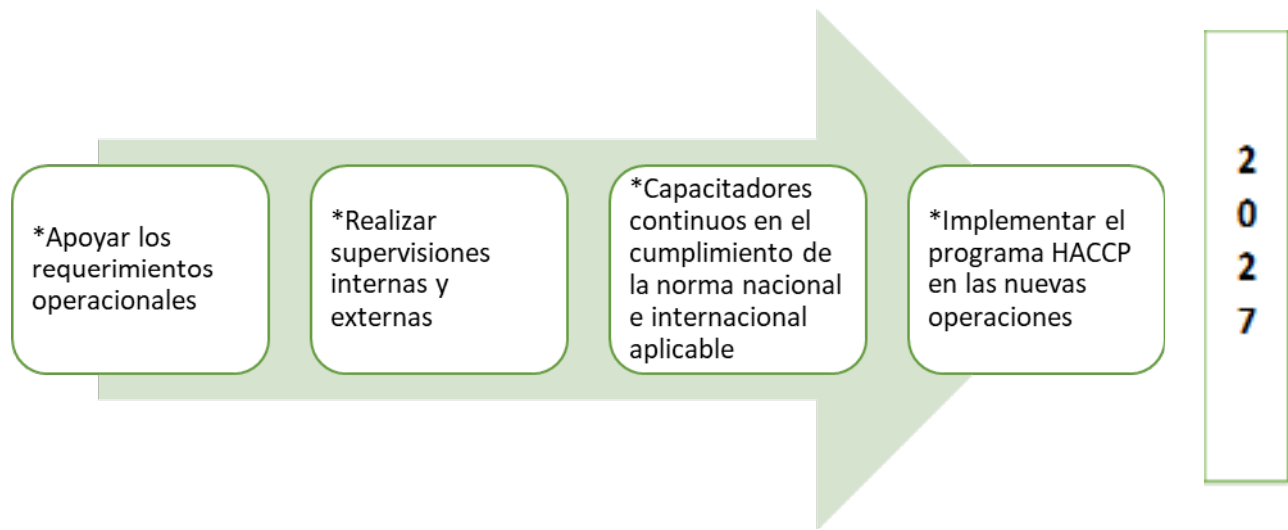 *Apoyar los
requerimientos
operacionales
*Realizar
supervisiones
internas y
externas
*Capacitadores
continuos en el
cumplimiento de
la norma nacional
e internacional
aplicable
*Implementar el
programa HACCP
en las nuevas
operaciones
2
0
2
7